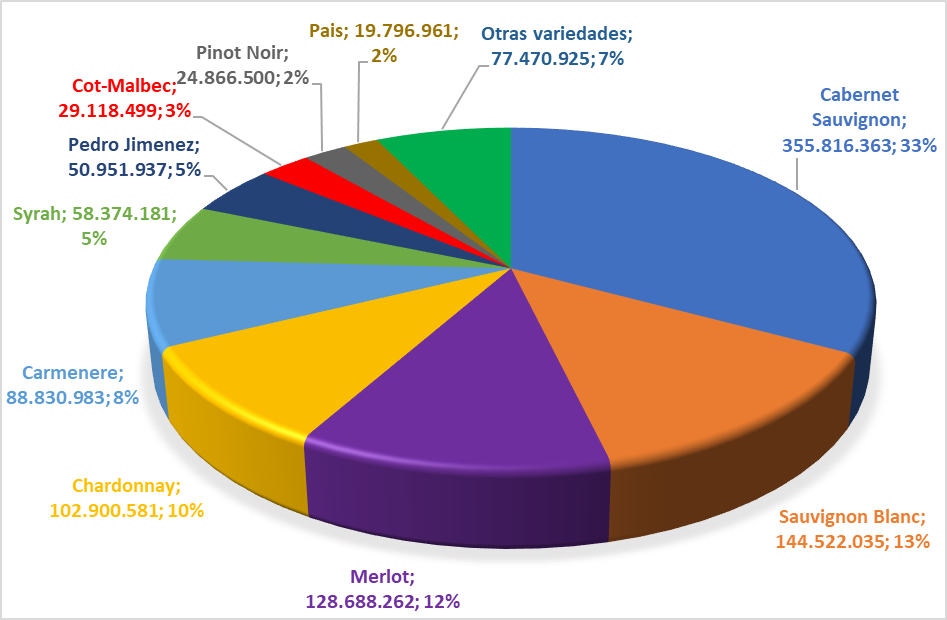 Pais; 19.796.961;
2%
Otras variedades;
77.470.925; 7%
Pinot Noir;
24.866.500; 2%
Cot-Malbec;
29.118.499; 3%
Cabernet
Sauvignon;
355.816.363; 33%
Pedro Jimenez;
50.951.937; 5%
Syrah; 58.374.181;
5%
Carmenere;
88.830.983; 8%
Chardonnay;
102.900.581; 10%
Sauvignon Blanc;
144.522.035; 13%
Merlot;
128.688.262; 12%